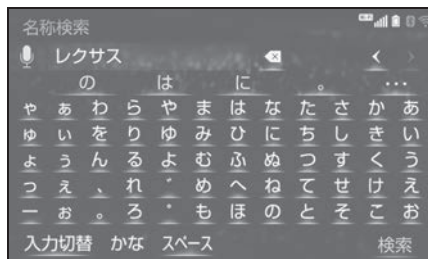 名称検索
レクサス
の は に 。 …
ゃ ぁ わ ら や ま は な た さ か あ
ゅ ぃ を り ゆ み ひ に ち し き い
ょ ぅ ん る よ む ふ ぬ つ す く う
っ ぇ 、 れ ゛ め へ ね て せ け え
ー ぉ 。 ろ ゜ も ほ の と そ こ お
入力切替 かな スペース 検索